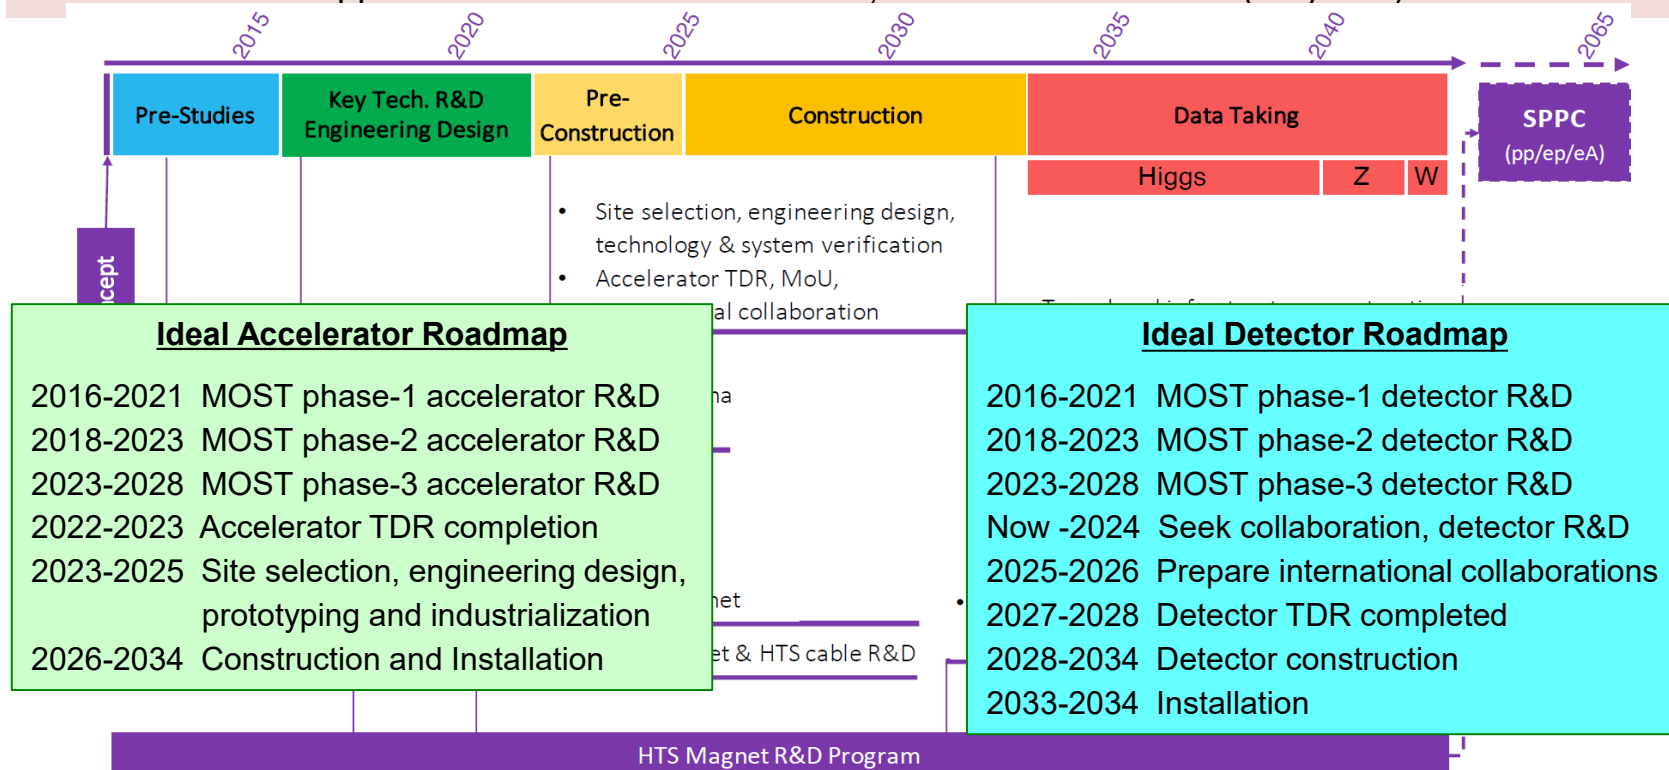 2015 2020 2025 2030 2035 2040 2065
Pre-Studies
Key Tech. R&D
Engineering Design
Pre-
Construction
Construction
Data Taking
SPPC
(pp/ep/eA)
Higgs Z W
• Site selection, engineering design,
technology & system verification
• Accelerator TDR, MoU,
collaboration
Ideal Accelerator Roadmap
2016-2021 MOST phase-1 accelerator R&D
2018-2023 MOST phase-2 accelerator R&D
2023-2028 MOST phase-3 accelerator R&D
2022-2023 Accelerator TDR completion
2023-2025 Site selection, engineering design,
prototyping and industrialization
2026-2034 Construction and Installation
& HTS cable R&D
Ideal Detector Roadmap
2016-2021 MOST phase-1 detector R&D
2018-2023 MOST phase-2 detector R&D
2023-2028 MOST phase-3 detector R&D
Now -2024 Seek collaboration, detector R&D
2025-2026 Prepare international collaborations
2027-2028 Detector TDR completed
2028-2034 Detector construction
2033-2034 Installation
HTS Magnet R&D Program